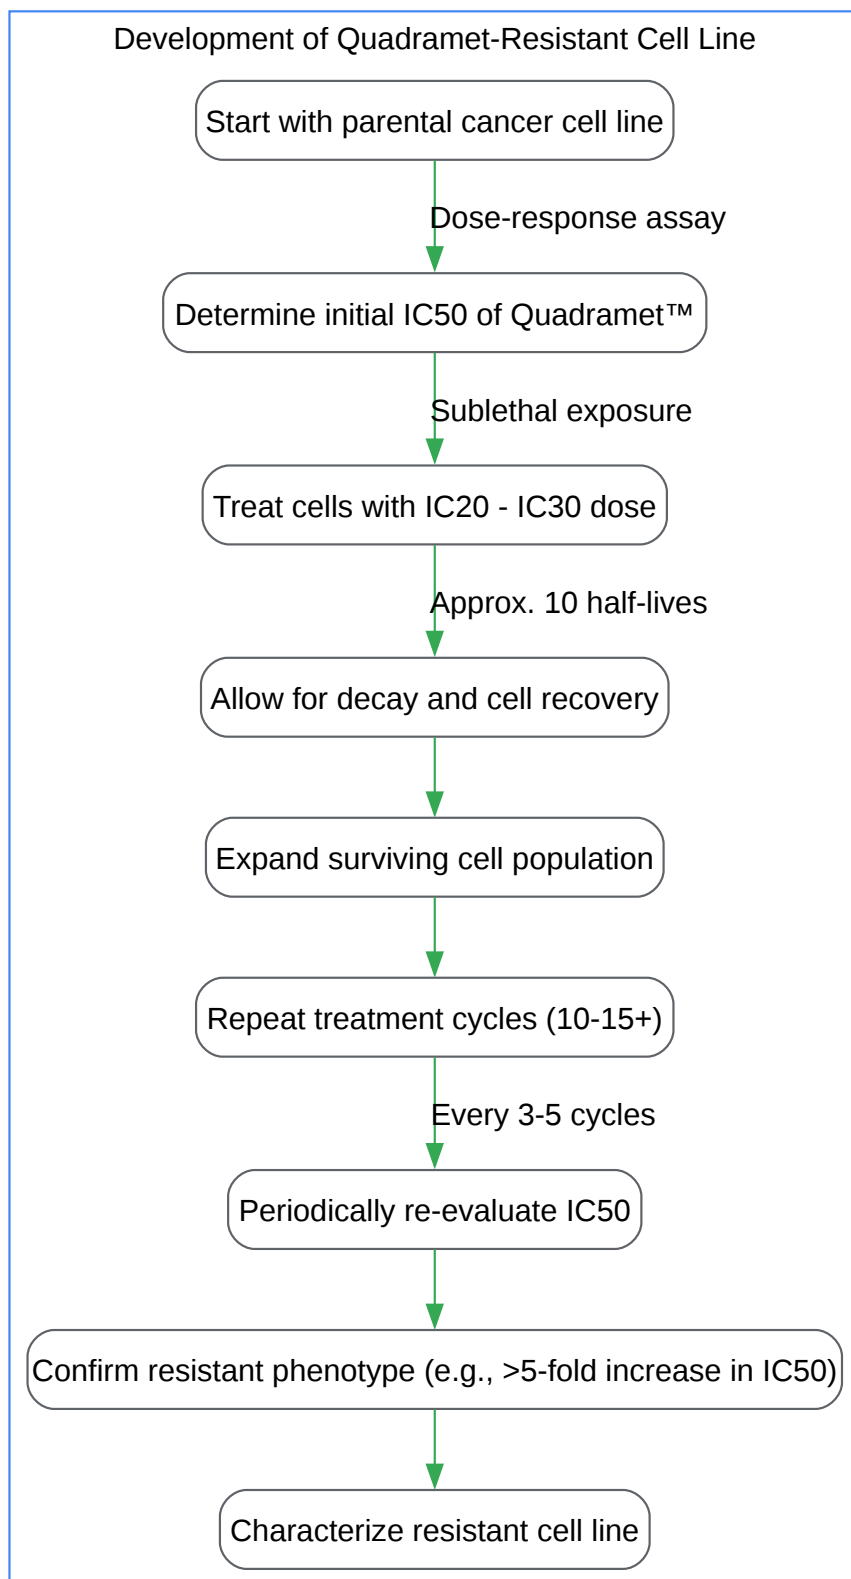 Development of Quadramet-Resistant Cell Line
Start with parental cancer cell line
Dose-response assay
Determine initial IC50 of Quadramet™
Sublethal exposure
Treat cells with IC20 - IC30 dose
Approx. 10 half-lives
Allow for decay and cell recovery
Expand surviving cell population
Repeat treatment cycles (10-15+)
Every 3-5 cycles
Periodically re-evaluate IC50
Confirm resistant phenotype (e.g., >5-fold increase in IC50)
Characterize resistant cell line